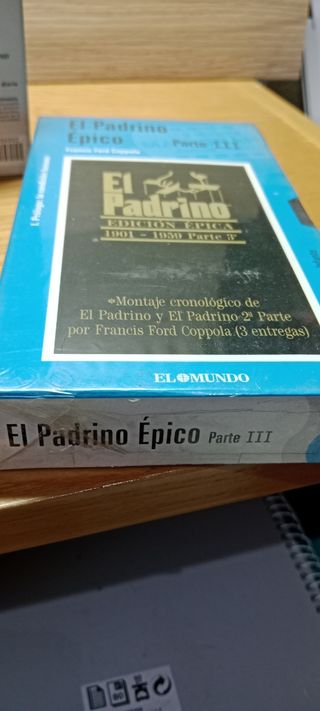 El Padrino
Épico Parte III
Francis Ford Coppola
El
Padrino
EDICIÓN ÉPICA
1901 - 1959 Parte 3ª
*Montaje cronológico de
El Padrino y El Padrino-2ª Parte
por Francis Ford Coppola (3 entregas)
EL MUNDO
El Padrino Épico Parte III